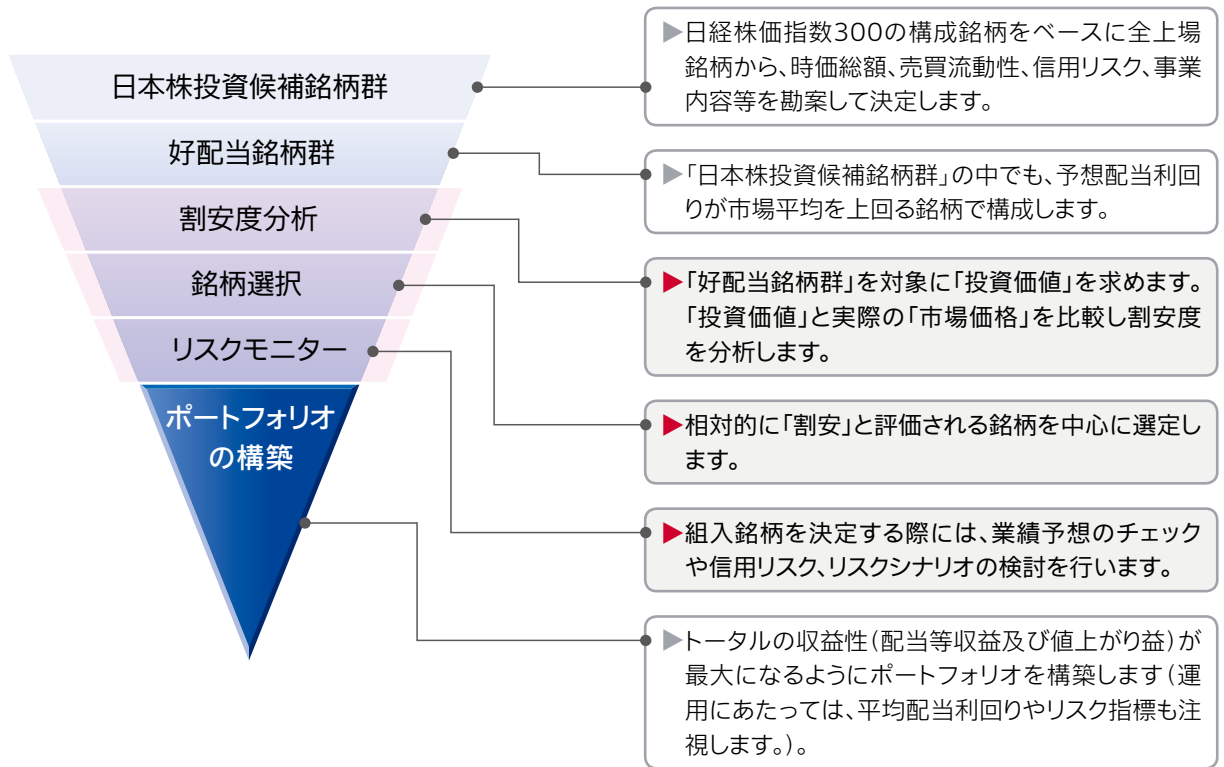 日本株投資候補銘柄群
好配当銘柄群
割安度分析
銘柄選択
リスクモニター
ポートフォリオ
の構築
▶日経株価指数300の構成銘柄をベースに全上場
銘柄から、時価総額、売買流動性、信用リスク、事業
内容等を勘案して決定します。
▶「日本株投資候補銘柄群」の中でも、予想配当利回
りが市場平均を上回る銘柄で構成します。
▶「好配当銘柄群」を対象に「投資価値」を求めます。
「投資価値」と実際の「市場価格」を比較し割安度
を分析します。
▶相対的に「割安」と評価される銘柄を中心に選定し
ます。
▶組入銘柄を決定する際には、業績予想のチェック
や信用リスク、リスクシナリオの検討を行います。
▶トータルの収益性(配当等収益及び値上がり益)が
最大になるようにポートフォリオを構築します(運
用にあたっては、平均配当利回りやリスク指標も注
視します。)。